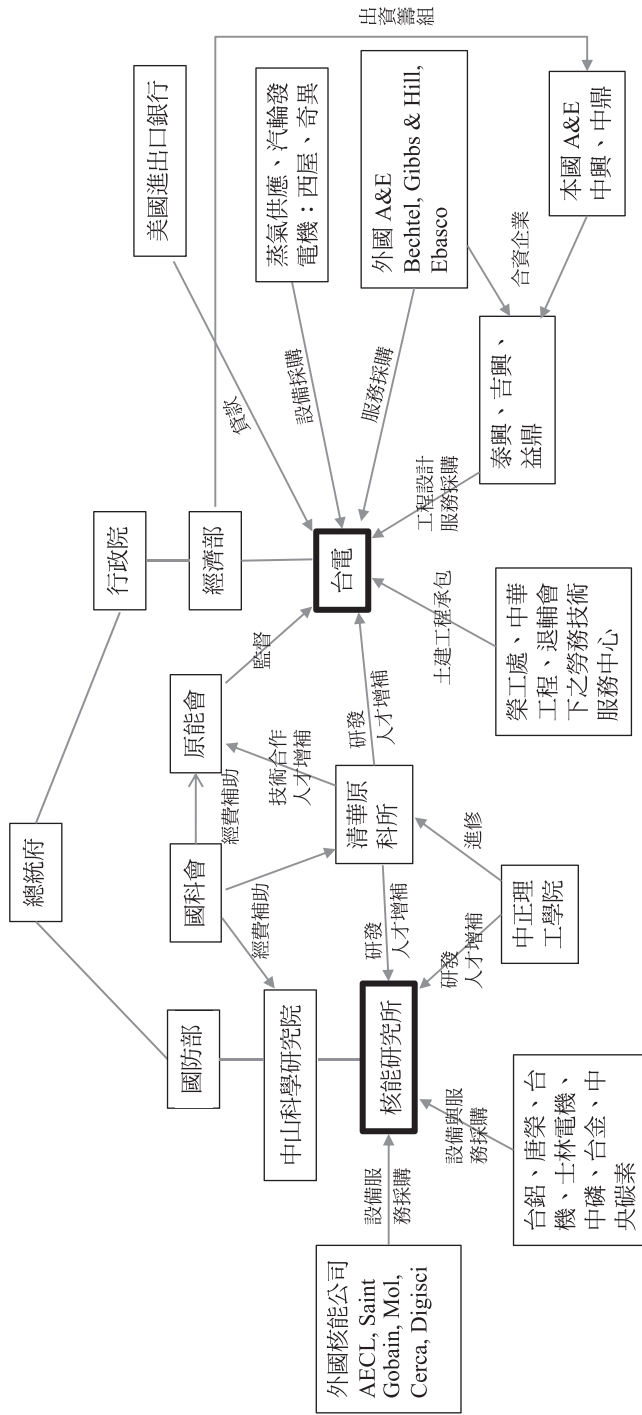 總統府
國防部
行政院
國科會
經費補助
原能會
監督
經濟部
美國進出口銀行
貸款
出資籌組
中山科學研究院
經費補助
技術合作
人才增補
清華原
科所
研發
人才增補
研發
人才增補
核能研究所
台電
設備採購
蒸氣供應、汽輪發
電機：西屋、奇異
服務採購
外國 A&E
Bechtel, Gibbs & Hill,
Ebasco
合資企業
本國 A&E
中興、中鼎
工程設計
服務採購
泰興、吉興、
益鼎
土建工程承包
榮工處、中華
工程、退輔會
下之勞務技術
服務中心
進修
中正理
工學院
研發
人才增補
設備與服
務採購
台鋁、唐榮、台
機、士林電機、
中磷、台金、中
央碳素
設備服
務採購
外國核能公司
AECL, Saint
Gobain, Mol,
Cerca, Digisci